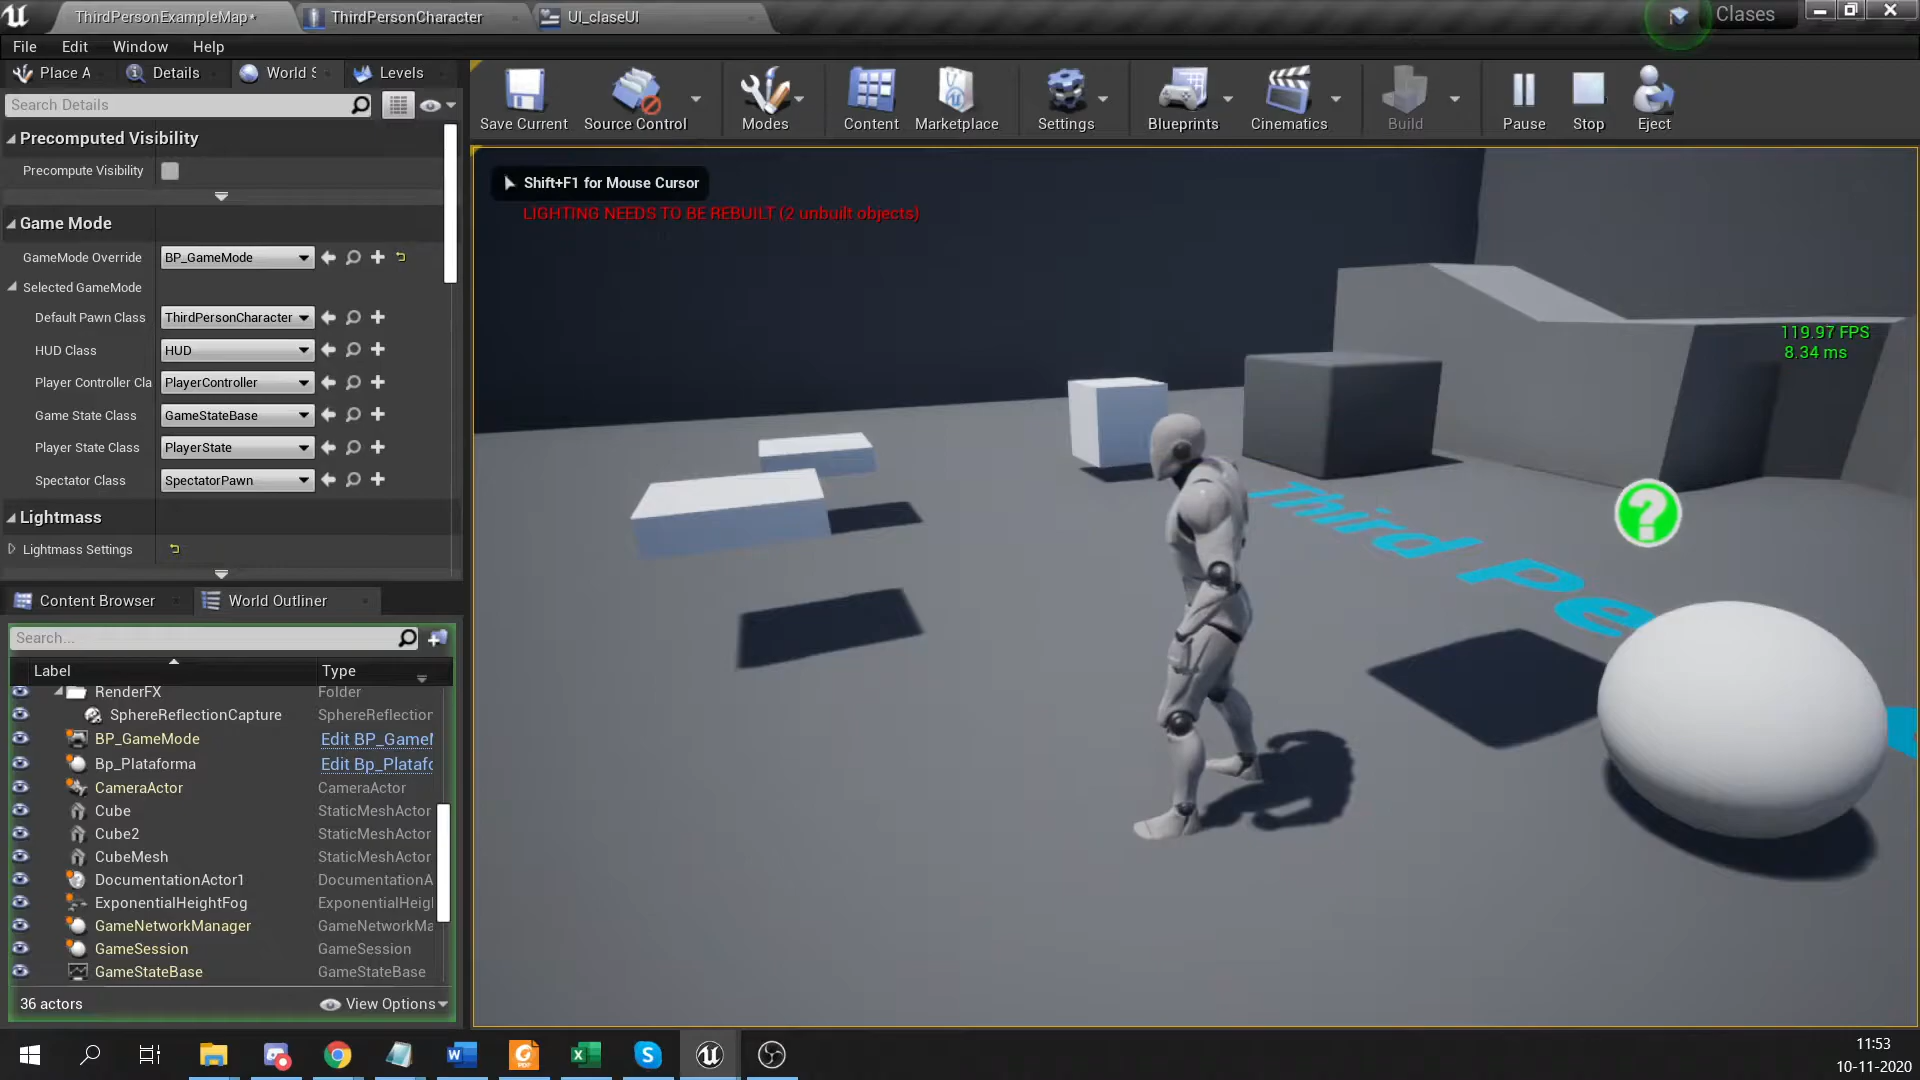 ThirdPersonExampleMap*
ThirdPersonCharacter
UI_claseUI
Clases
File Edit Window Help
Place A
Details
World S
Levels
Search Details
Save Current
Source Control
Modes
Content
Marketplace
Settings
Blueprints
Cinematics
Build
Pause
Stop
Eject
Precomputed Visibility
Precompute Visibility
Game Mode
GameMode Override BP_GameMode
Selected GameMode
Default Pawn Class ThirdPersonCharacter
HUD Class HUD
Player Controller Cla PlayerController
Game State Class GameStateBase
Player State Class PlayerState
Spectator Class SpectatorPawn
Lightmass
Lightmass Settings
Shift+F1 for Mouse Cursor
LIGHTING NEEDS TO BE REBUILT (2 unbuilt objects)
119.97 FPS
8.34 ms
Third Pe
?
Content Browser
World Outliner
Search...
Label Type
RenderFX Folder
SphereReflectionCapture SphereReflection
BP_GameMode Edit BP_GameM
Bp_Plataforma Edit Bp_Platafo
CameraActor CameraActor
Cube StaticMeshActor
Cube2 StaticMeshActor
CubeMesh StaticMeshActor
DocumentationActor1 DocumentationA
ExponentialHeightFog ExponentialHeigh
GameNetworkManager GameNetworkMa
GameSession GameSession
GameStateBase GameStateBase
36 actors
View Options
11:53
10-11-2020